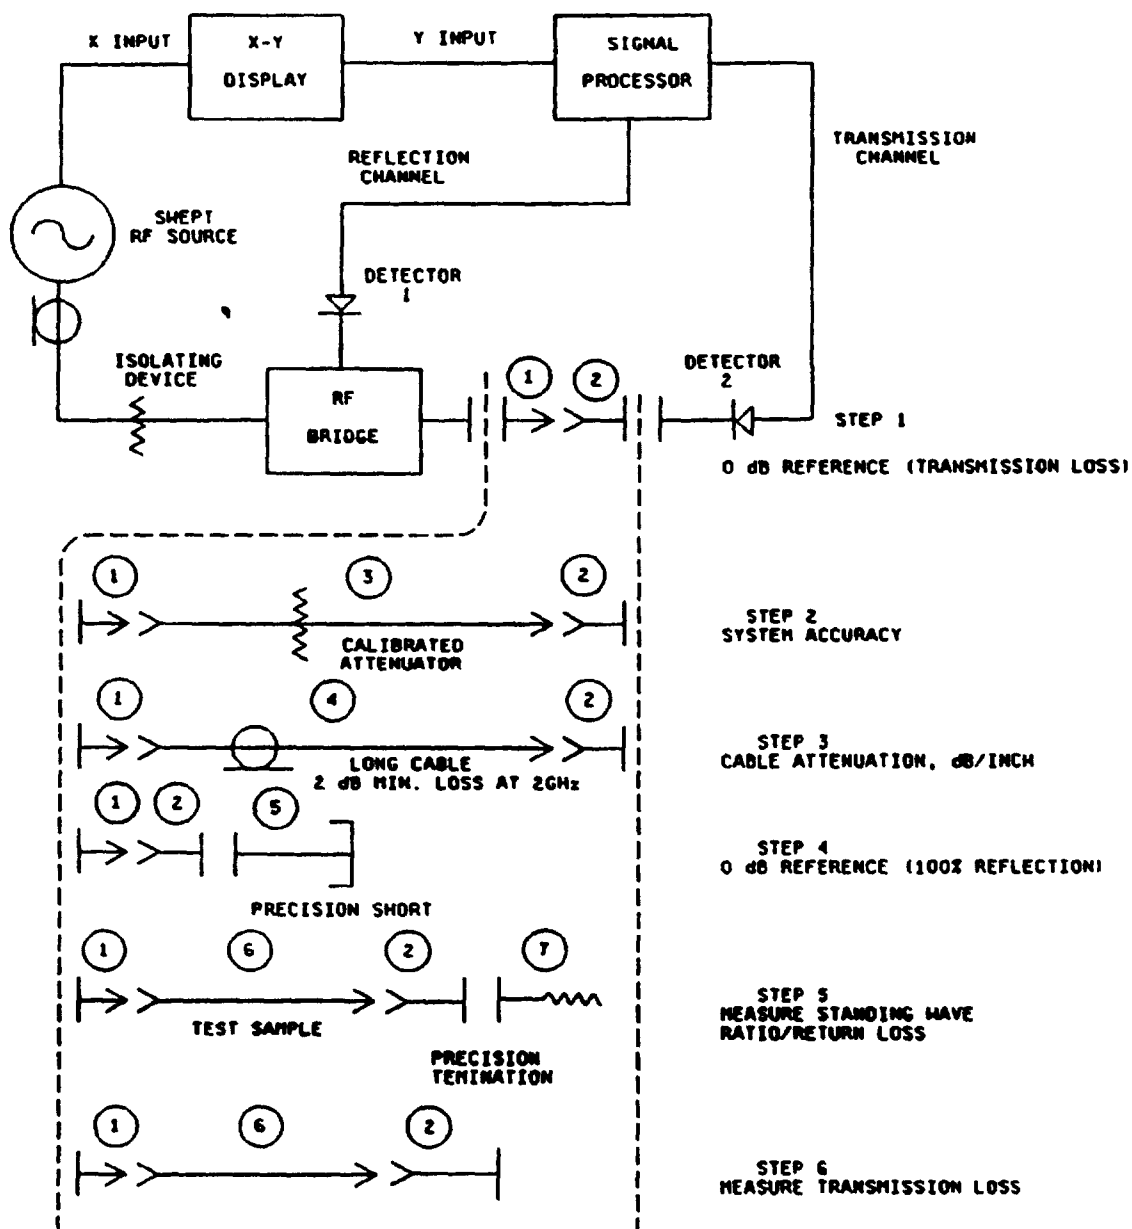 X INPUT
X-Y
DISPLAY
Y INPUT
SIGNAL
PROCESSOR
TRANSMISSION
CHANNEL
REFLECTION
CHANNEL
SWEPT
RF SOURCE
DETECTOR
1
ISOLATING
DEVICE
RF
BRIDGE
1
2
DETECTOR
2
STEP 1
0 dB REFERENCE (TRANSMISSION LOSS)
1
3
2
CALIBRATED
ATTENUATOR
STEP 2
SYSTEM ACCURACY
1
4
2
LONG CABLE
2 dB MIN. LOSS AT 2GHz
STEP 3
CABLE ATTENUATION, dB/INCH
1
2
5
PRECISION SHORT
STEP 4
0 dB REFERENCE (100% REFLECTION)
1
6
2
7
TEST SAMPLE
PRECISION
TEMINATION
STEP 5
MEASURE STANDING WAVE
RATIO/RETURN LOSS
1
6
2
STEP 6
MEASURE TRANSMISSION LOSS